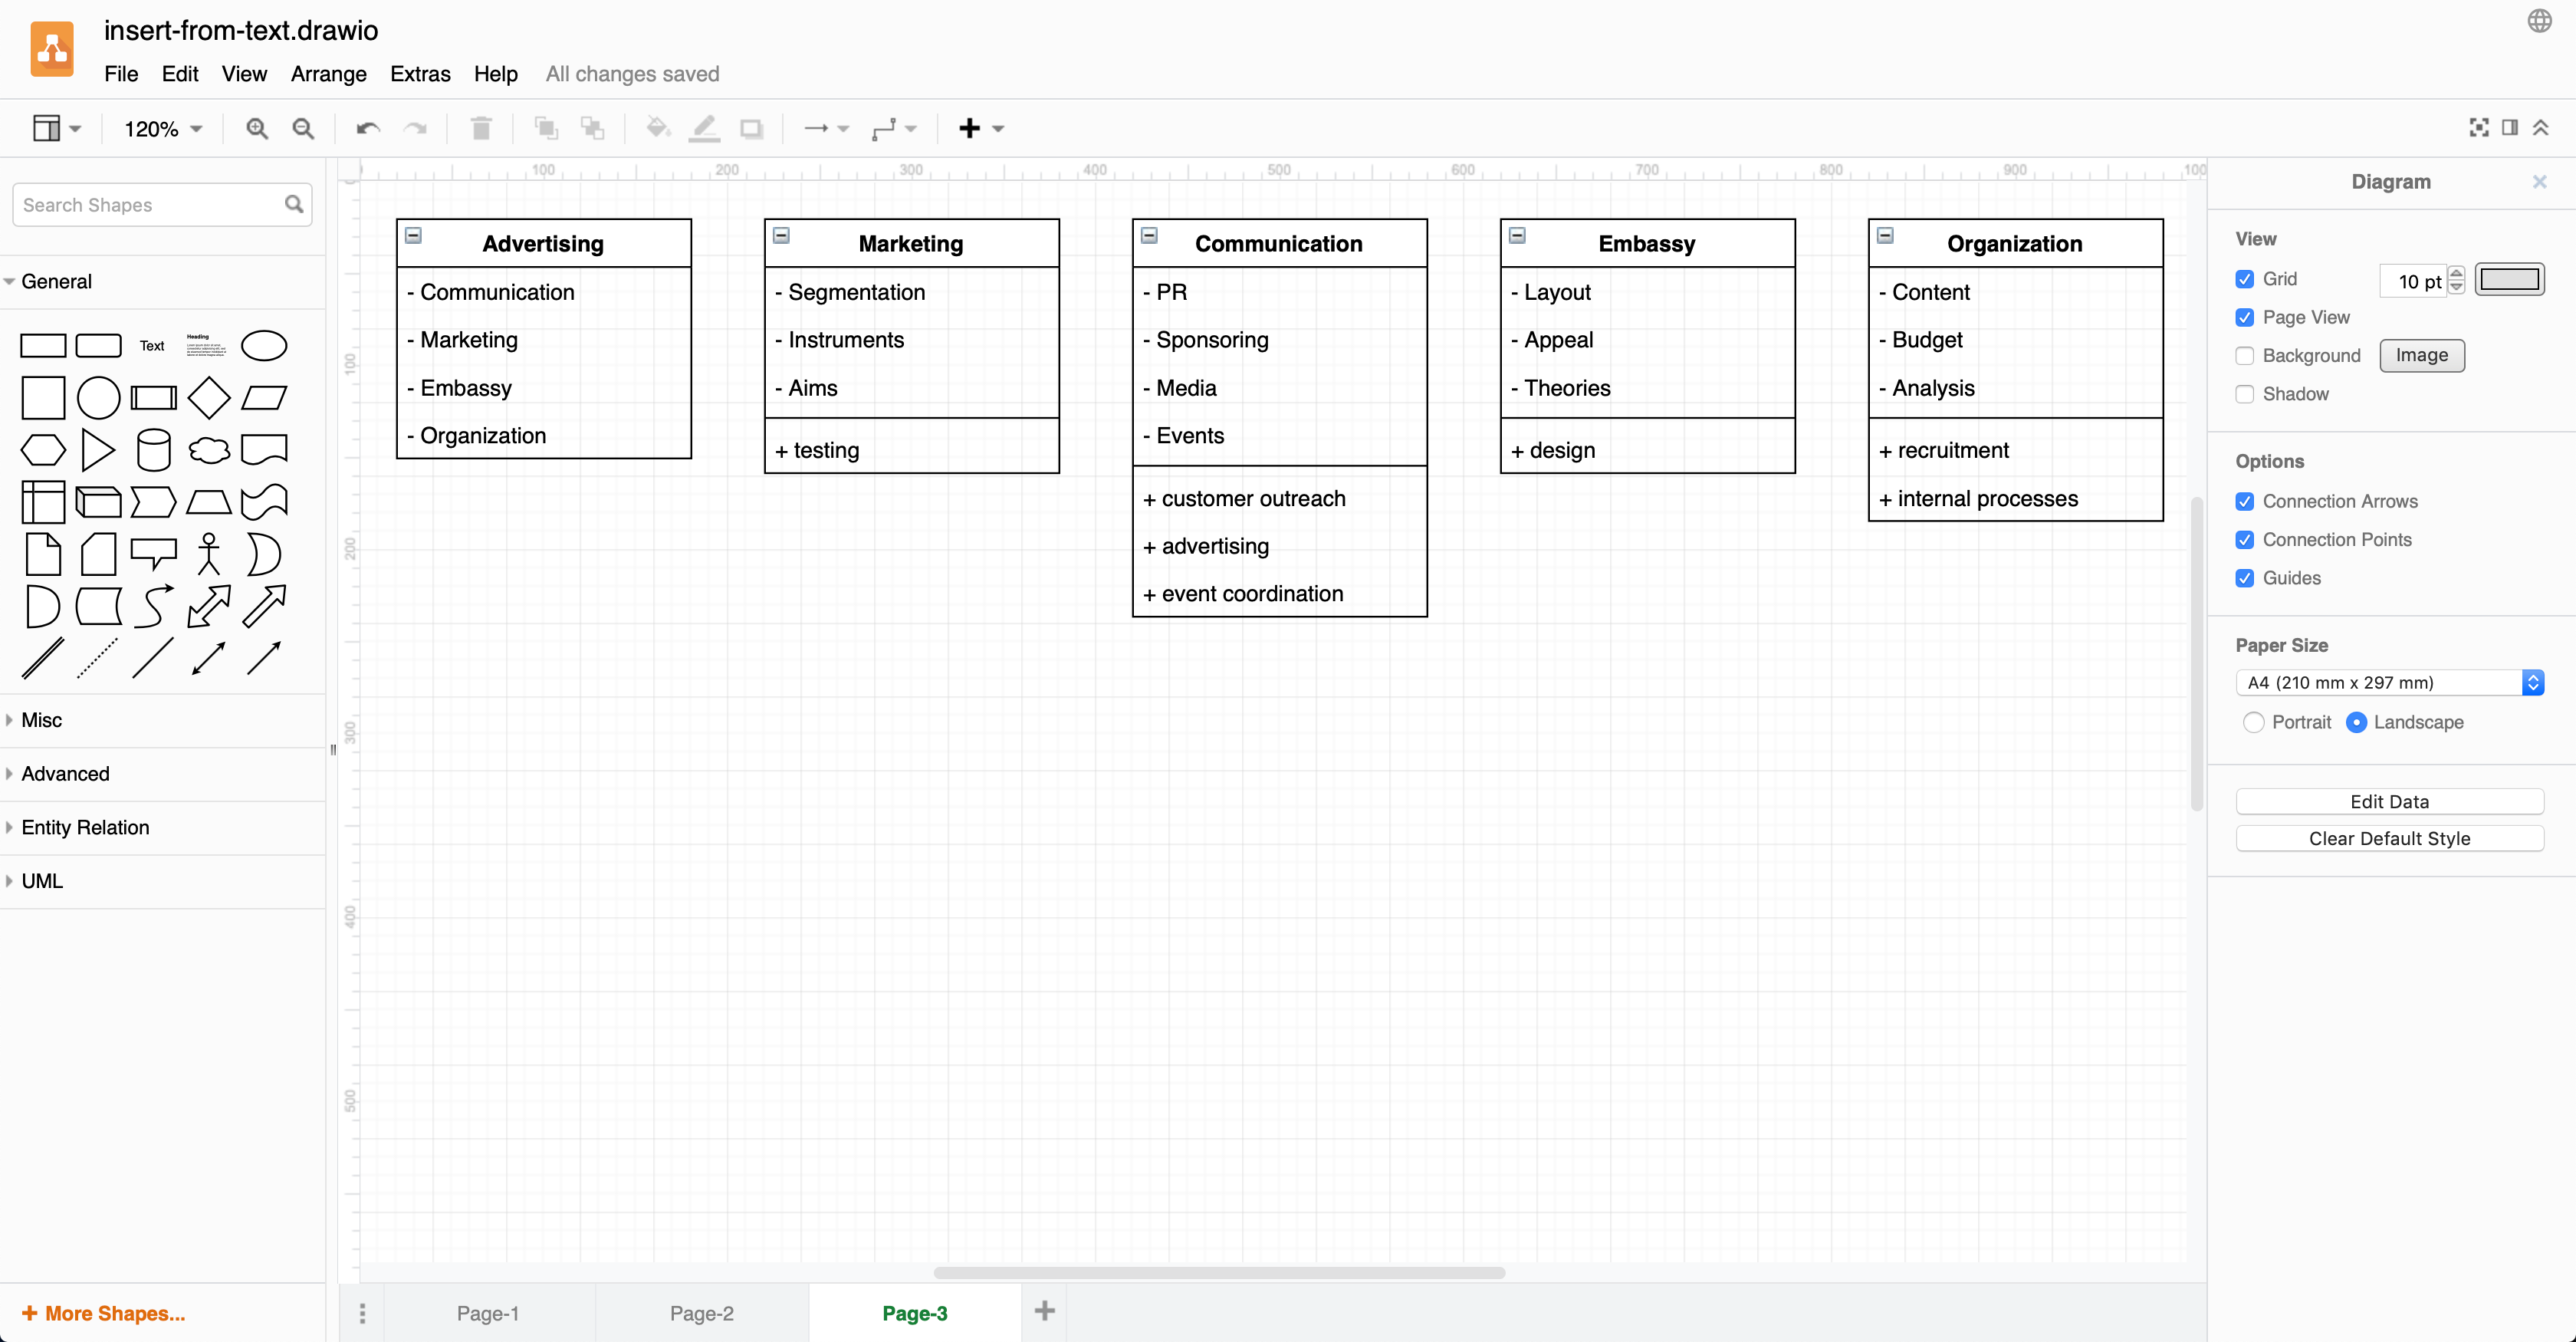 insert-from-text.drawio
File Edit View Arrange Extras Help All changes saved
120%
Search Shapes
General
Text
Heading
Misc
Advanced
Entity Relation
UML
+ More Shapes...
100 200 300 400 500 600 700 800 900 100
0
100
200
300
400
500
Advertising
- Communication
- Marketing
- Embassy
- Organization
Marketing
- Segmentation
- Instruments
- Aims
+ testing
Communication
- PR
- Sponsoring
- Media
- Events
+ customer outreach
+ advertising
+ event coordination
Embassy
- Layout
- Appeal
- Theories
+ design
Organization
- Content
- Budget
- Analysis
+ recruitment
+ internal processes
Page-1 Page-2 Page-3
Diagram
View
Grid 10 pt
Page View
Background Image
Shadow
Options
Connection Arrows
Connection Points
Guides
Paper Size
A4 (210 mm x 297 mm)
Portrait Landscape
Edit Data
Clear Default Style